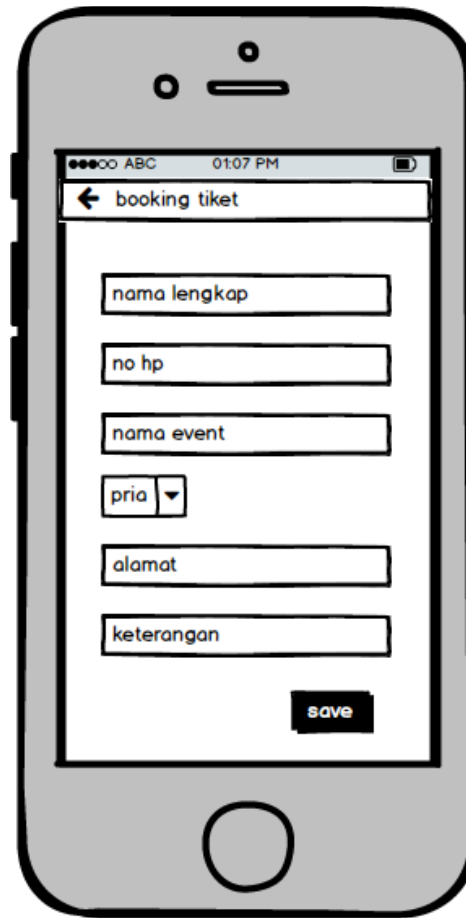 ABC 01:07 PM
booking tiket
nama lengkap
no hp
nama event
pria
alamat
keterangan
save